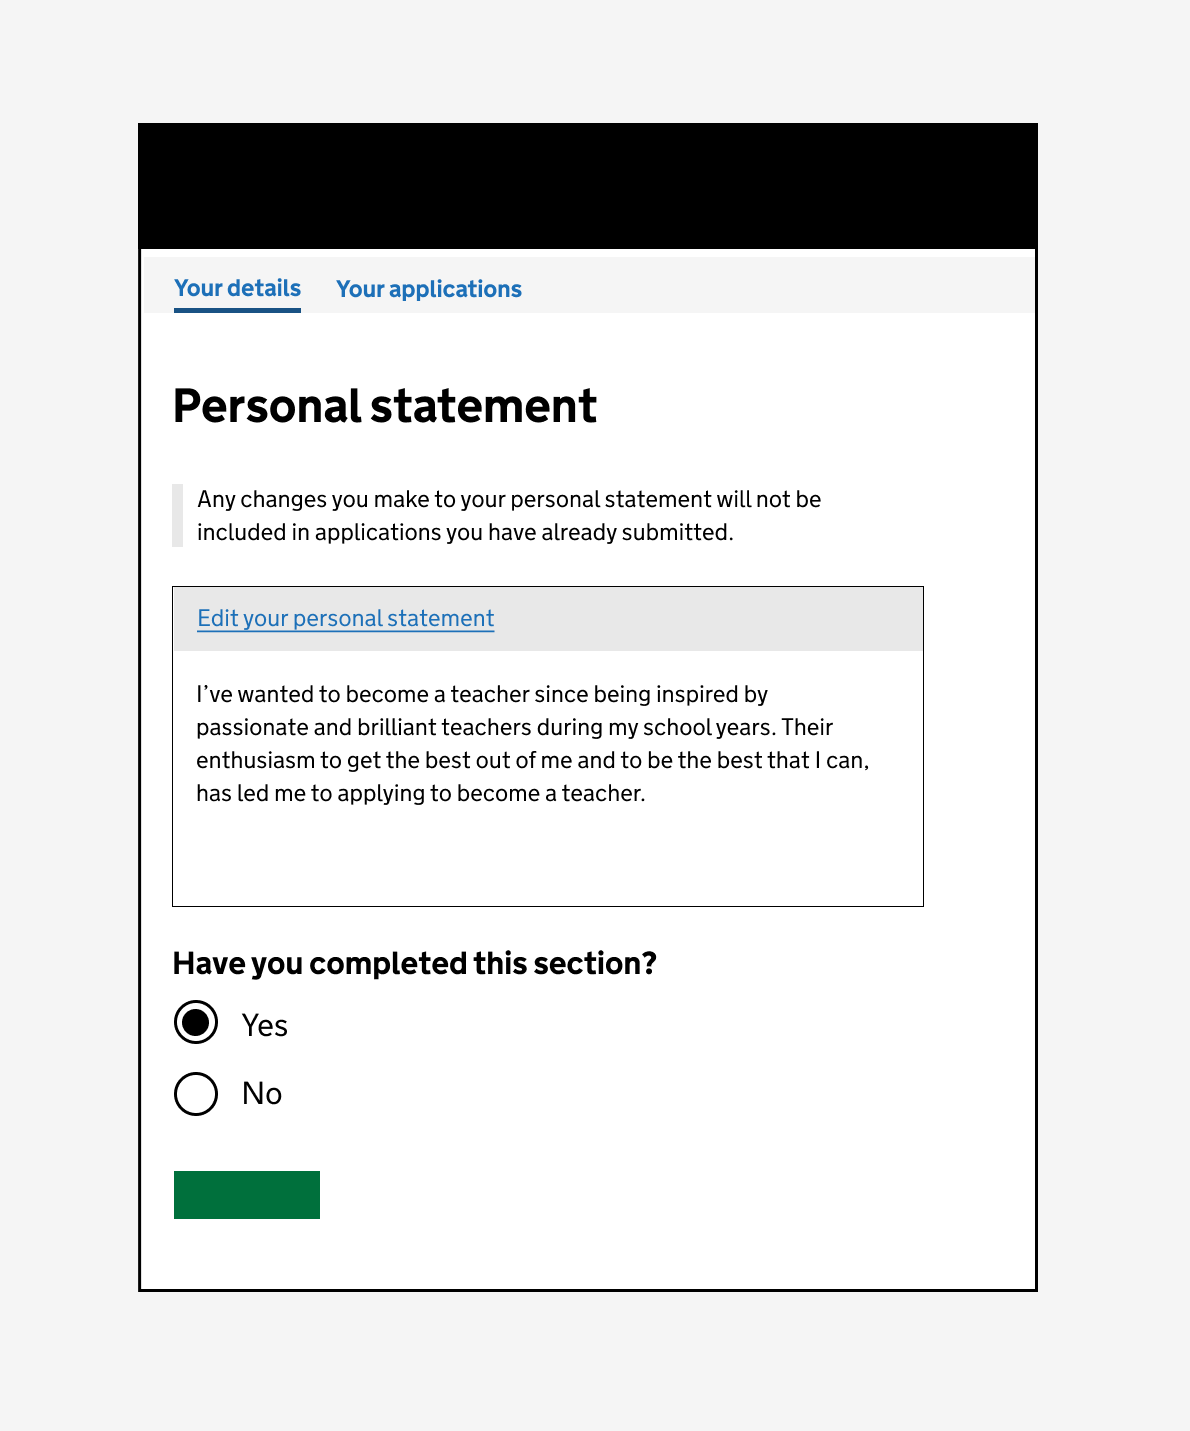 Your details
Your applications
Personal statement
Any changes you make to your personal statement will not be
included in applications you have already submitted.
Edit your personal statement
I’ve wanted to become a teacher since being inspired by
passionate and brilliant teachers during my school years. Their
enthusiasm to get the best out of me and to be the best that I can,
has led me to applying to become a teacher.
Have you completed this section?
Yes
No